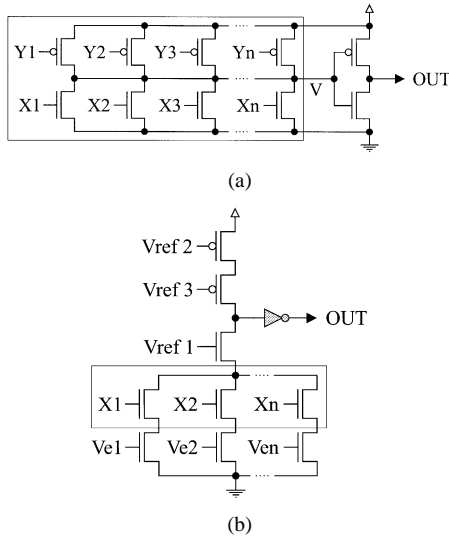 Y1 Y2 Y3 Yn
V OUT
X1 X2 X3 Xn
(a)
Vref 2
Vref 3
OUT
Vref 1
X1 X2 Xn
Ve1 Ve2 Ven
(b)